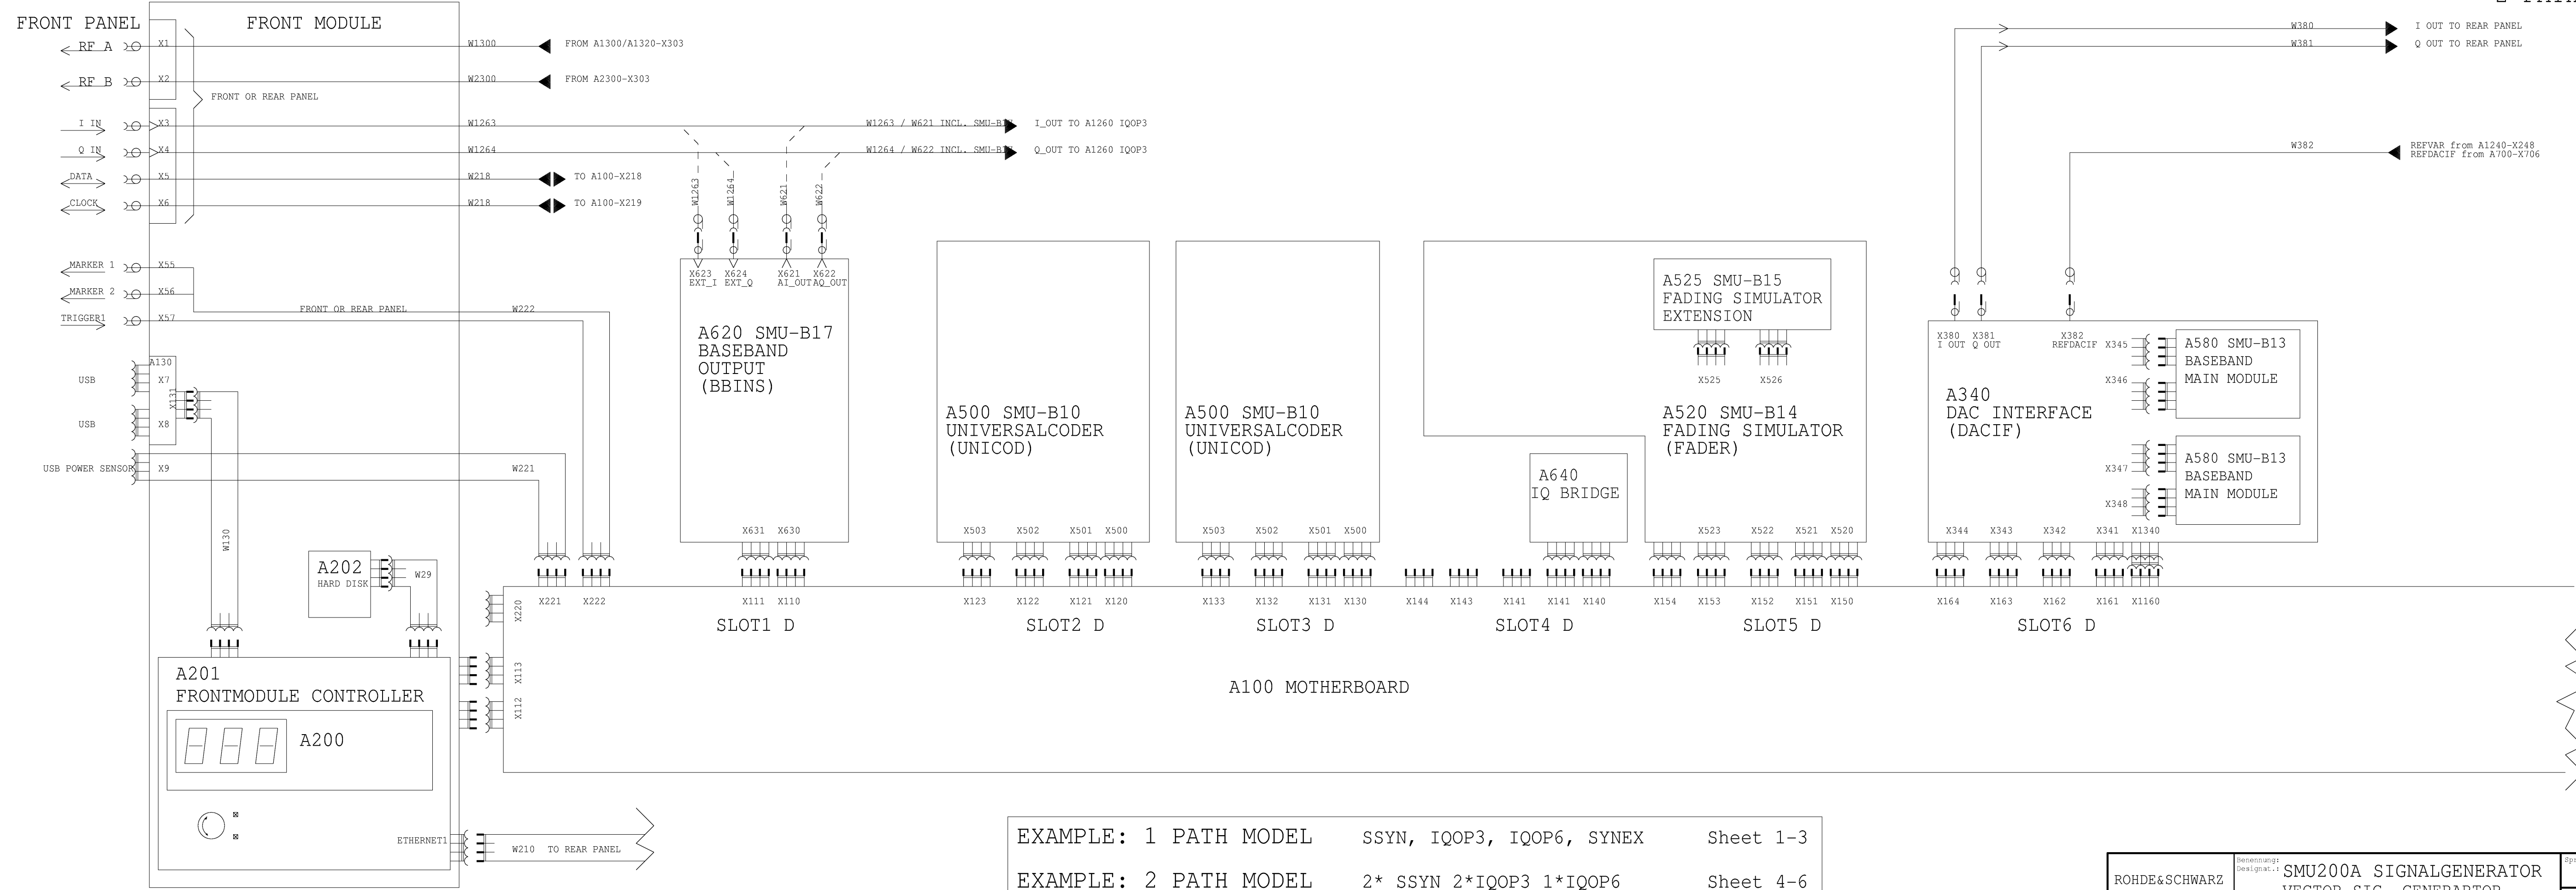 FRONT PANEL
FRONT MODULE
RF A
X1
W1300
FROM A1300/A1320-X303
RF B
X2
W2300
FROM A2300-X303
FRONT OR REAR PANEL
I IN
X3
W1263
W1263 / W621 INCL. SMU-B17
I_OUT TO A1260 IQOP3
Q IN
X4
W1264
W1264 / W622 INCL. SMU-B17
Q_OUT TO A1260 IQOP3
DATA
X5
W218
TO A100-X218
CLOCK
X6
W218
TO A100-X219
W380
I OUT TO REAR PANEL
W381
Q OUT TO REAR PANEL
W382
REFVAR from A1240-X248
REFDACIF from A700-X706
MARKER 1
X55
MARKER 2
X56
FRONT OR REAR PANEL
W222
TRIGGER1
X57
A130
USB
X7
X131
USB
X8
USB POWER SENSOR
X9
W221
W130
W1263
W1264
W621
W622
X623
X624
X621
X622
EXT_I
EXT_Q
AI_OUT
AQ_OUT
A620 SMU-B17
BASEBAND
OUTPUT
(BBINS)
X631
X630
A500 SMU-B10
UNIVERSALCODER
(UNICOD)
X503
X502
X501
X500
A500 SMU-B10
UNIVERSALCODER
(UNICOD)
X503
X502
X501
X500
A640
IQ BRIDGE
A525 SMU-B15
FADING SIMULATOR
EXTENSION
X525
X526
A520 SMU-B14
FADING SIMULATOR
(FADER)
X523
X522
X521
X520
X380
X381
X382
I OUT
Q OUT
REFDACIF
X345
X346
A340
DAC INTERFACE
(DACIF)
A580 SMU-B13
BASEBAND
MAIN MODULE
X347
X348
A580 SMU-B13
BASEBAND
MAIN MODULE
X344
X343
X342
X341
X1340
A202
HARD DISK
W29
X220
X221
X222
X111
X110
X123
X122
X121
X120
X133
X132
X131
X130
X144
X143
X141
X141
X140
X154
X153
X152
X151
X150
X164
X163
X162
X161
X1160
SLOT1 D
SLOT2 D
SLOT3 D
SLOT4 D
SLOT5 D
SLOT6 D
X113
X112
A100 MOTHERBOARD
A201
FRONTMODULE CONTROLLER
A200
ETHERNET1
W210
TO REAR PANEL
EXAMPLE: 1 PATH MODEL SSYN, IQOP3, IQOP6, SYNEX Sheet 1-3
EXAMPLE: 2 PATH MODEL 2* SSYN 2*IQOP3 1*IQOP6 Sheet 4-6
ROHDE&SCHWARZ
Benennung:
Designat.:
SMU200A SIGNALGENERATOR